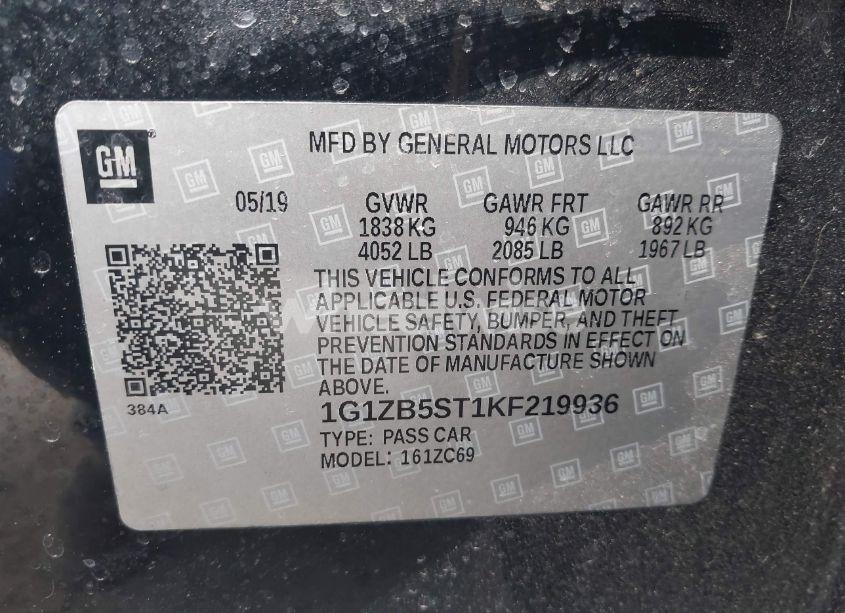 GM
MFD BY GENERAL MOTORS LLC
05/19 GVWR GAWR FRT GAWR RR
1838 KG 946 KG 892 KG
4052 LB 2085 LB 1967 LB
THIS VEHICLE CONFORMS TO ALL
APPLICABLE U.S. FEDERAL MOTOR
VEHICLE SAFETY, BUMPER, AND THEFT
PREVENTION STANDARDS IN EFFECT ON
THE DATE OF MANUFACTURE SHOWN
ABOVE.
384A
1G1ZB5ST1KF219936
TYPE: PASS CAR
MODEL: 161ZC69